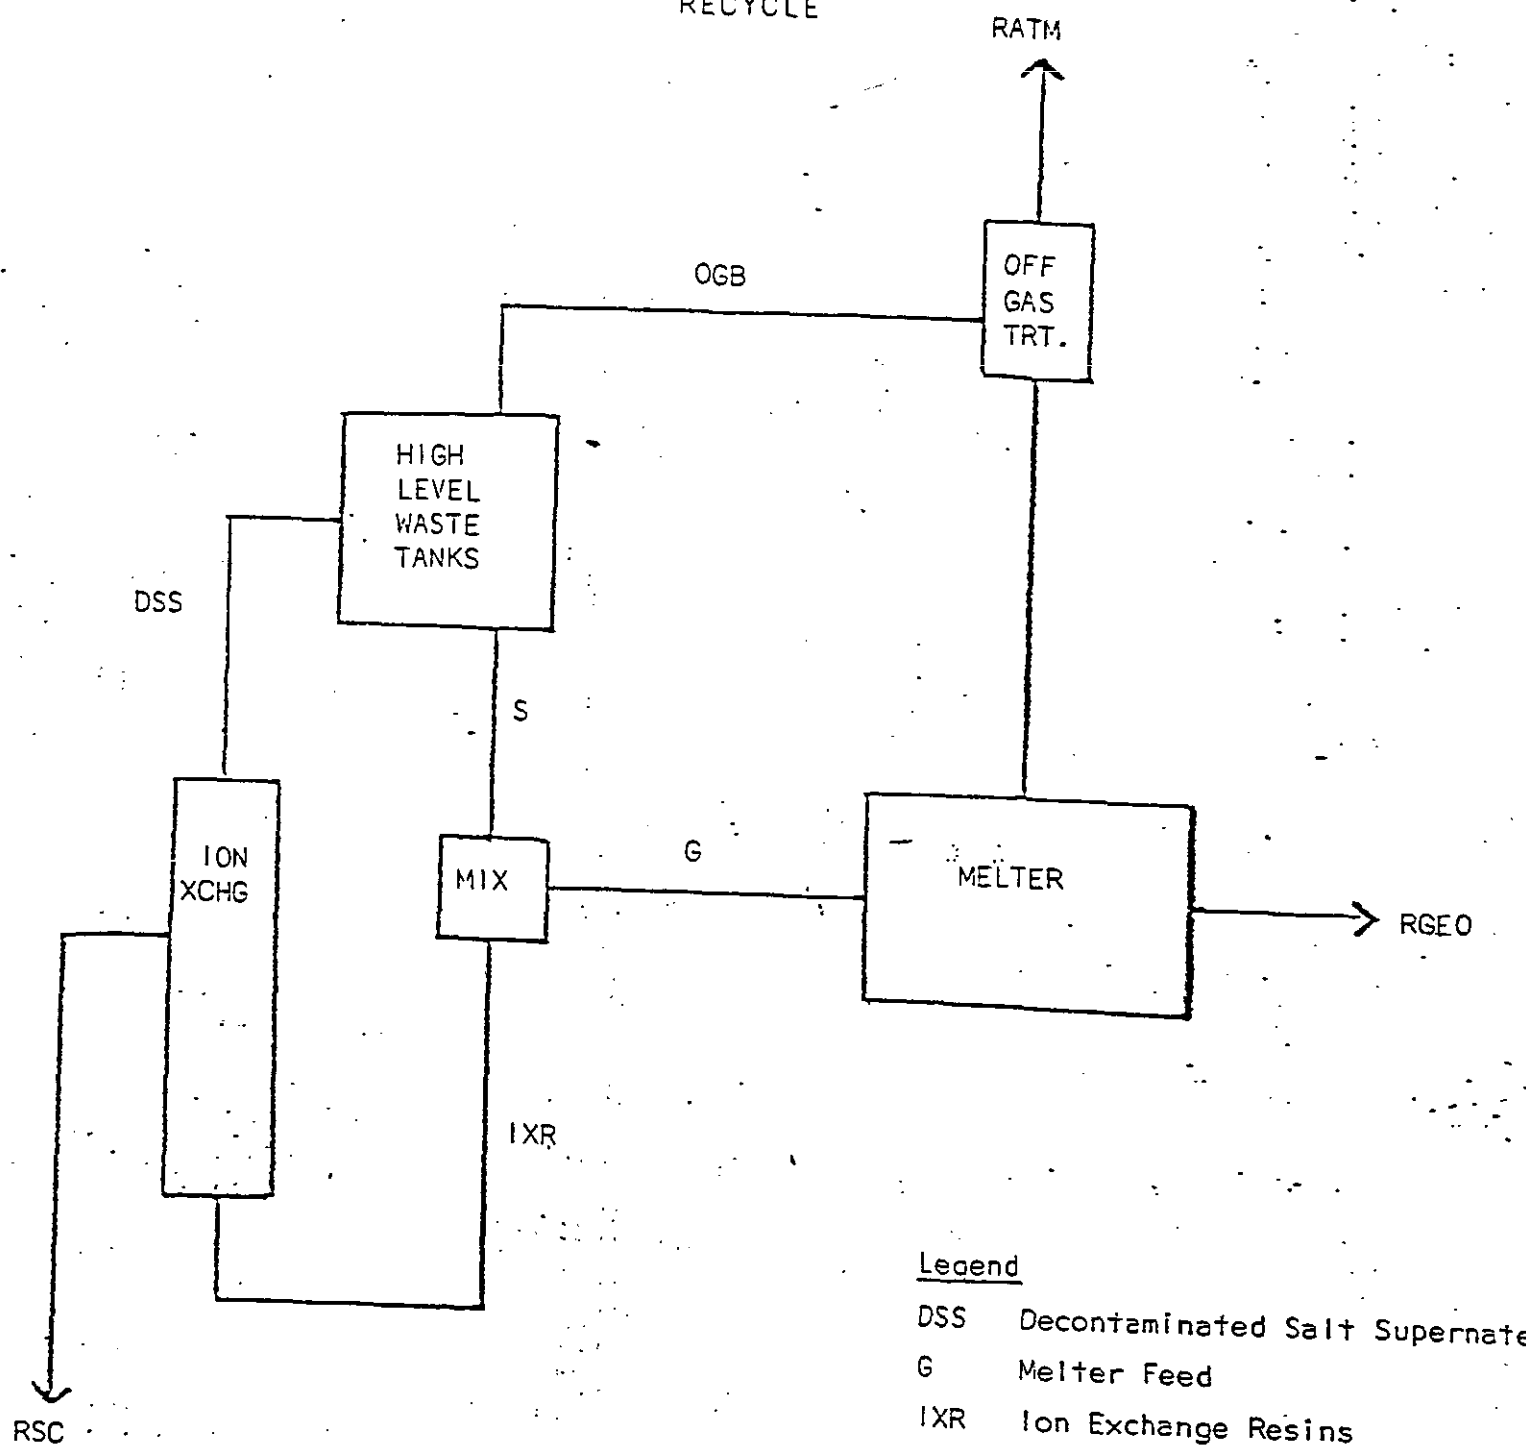 RECYCLE
RATM
OFF
GAS
TRT.
OGB
HIGH
LEVEL
WASTE
TANKS
DSS
S
ION
XCHG
MIX
G
MELTER
RGEO
IXR
RSC
Legend
DSS Decontaminated Salt Supernate
G Melter Feed
IXR Ion Exchange Resins